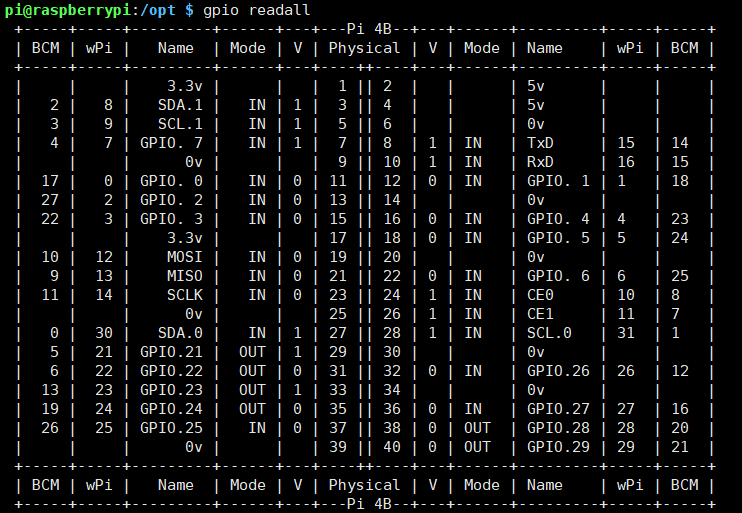 pi@raspberrypi:/opt $ gpio readall
 +-----+-----+---------+------+---+---Pi 4B--+---+------+---------+-----+-----+
 | BCM | wPi |   Name  | Mode | V | Physical | V | Mode | Name    | wPi | BCM |
 +-----+-----+---------+------+---+----++----+---+------+---------+-----+-----+
 |     |     |    3.3v |      |   |  1 || 2  |   |      | 5v      |     |     |
 |   2 |   8 |   SDA.1 |   IN | 1 |  3 || 4  |   |      | 5v      |     |     |
 |   3 |   9 |   SCL.1 |   IN | 1 |  5 || 6  |   |      | 0v      |     |     |
 |   4 |   7 | GPIO. 7 |   IN | 1 |  7 || 8  | 1 | IN   | TxD     | 15  | 14  |
 |     |     |      0v |      |   |  9 || 10 | 1 | IN   | RxD     | 16  | 15  |
 |  17 |   0 | GPIO. 0 |   IN | 0 | 11 || 12 | 0 | IN   | GPIO. 1 | 1   | 18  |
 |  27 |   2 | GPIO. 2 |   IN | 0 | 13 || 14 |   |      | 0v      |     |     |
 |  22 |   3 | GPIO. 3 |   IN | 0 | 15 || 16 | 0 | IN   | GPIO. 4 | 4   | 23  |
 |     |     |    3.3v |      |   | 17 || 18 | 0 | IN   | GPIO. 5 | 5   | 24  |
 |  10 |  12 |    MOSI |   IN | 0 | 19 || 20 |   |      | 0v      |     |     |
 |   9 |  13 |    MISO |   IN | 0 | 21 || 22 | 0 | IN   | GPIO. 6 | 6   | 25  |
 |  11 |  14 |    SCLK |   IN | 0 | 23 || 24 | 1 | IN   | CE0     | 10  | 8   |
 |     |     |      0v |      |   | 25 || 26 | 1 | IN   | CE1     | 11  | 7   |
 |   0 |  30 |   SDA.0 |   IN | 1 | 27 || 28 | 1 | IN   | SCL.0   | 31  | 1   |
 |   5 |  21 | GPIO.21 |  OUT | 1 | 29 || 30 |   |      | 0v      |     |     |
 |   6 |  22 | GPIO.22 |  OUT | 0 | 31 || 32 | 0 | IN   | GPIO.26 | 26  | 12  |
 |  13 |  23 | GPIO.23 |  OUT | 1 | 33 || 34 |   |      | 0v      |     |     |
 |  19 |  24 | GPIO.24 |  OUT | 0 | 35 || 36 | 0 | IN   | GPIO.27 | 27  | 16  |
 |  26 |  25 | GPIO.25 |   IN | 0 | 37 || 38 | 0 | OUT  | GPIO.28 | 28  | 20  |
 |     |     |      0v |      |   | 39 || 40 | 0 | OUT  | GPIO.29 | 29  | 21  |
 +-----+-----+---------+------+---+----++----+---+------+---------+-----+-----+
 | BCM | wPi |   Name  | Mode | V | Physical | V | Mode | Name    | wPi | BCM |
 +-----+-----+---------+------+---+---Pi 4B--+---+------+---------+-----+-----+